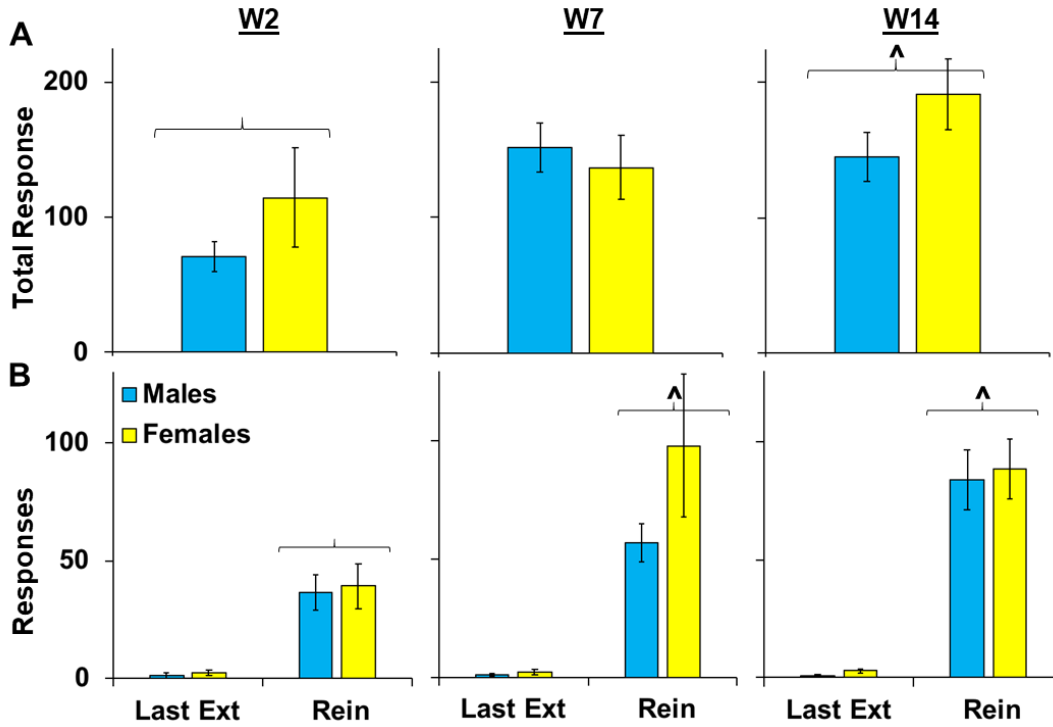 W2 W7 W14
A
^
Total Response
200
100
0
B
Males
Females
^
^
Responses
100
50
0
Last Ext Rein Last Ext Rein Last Ext Rein